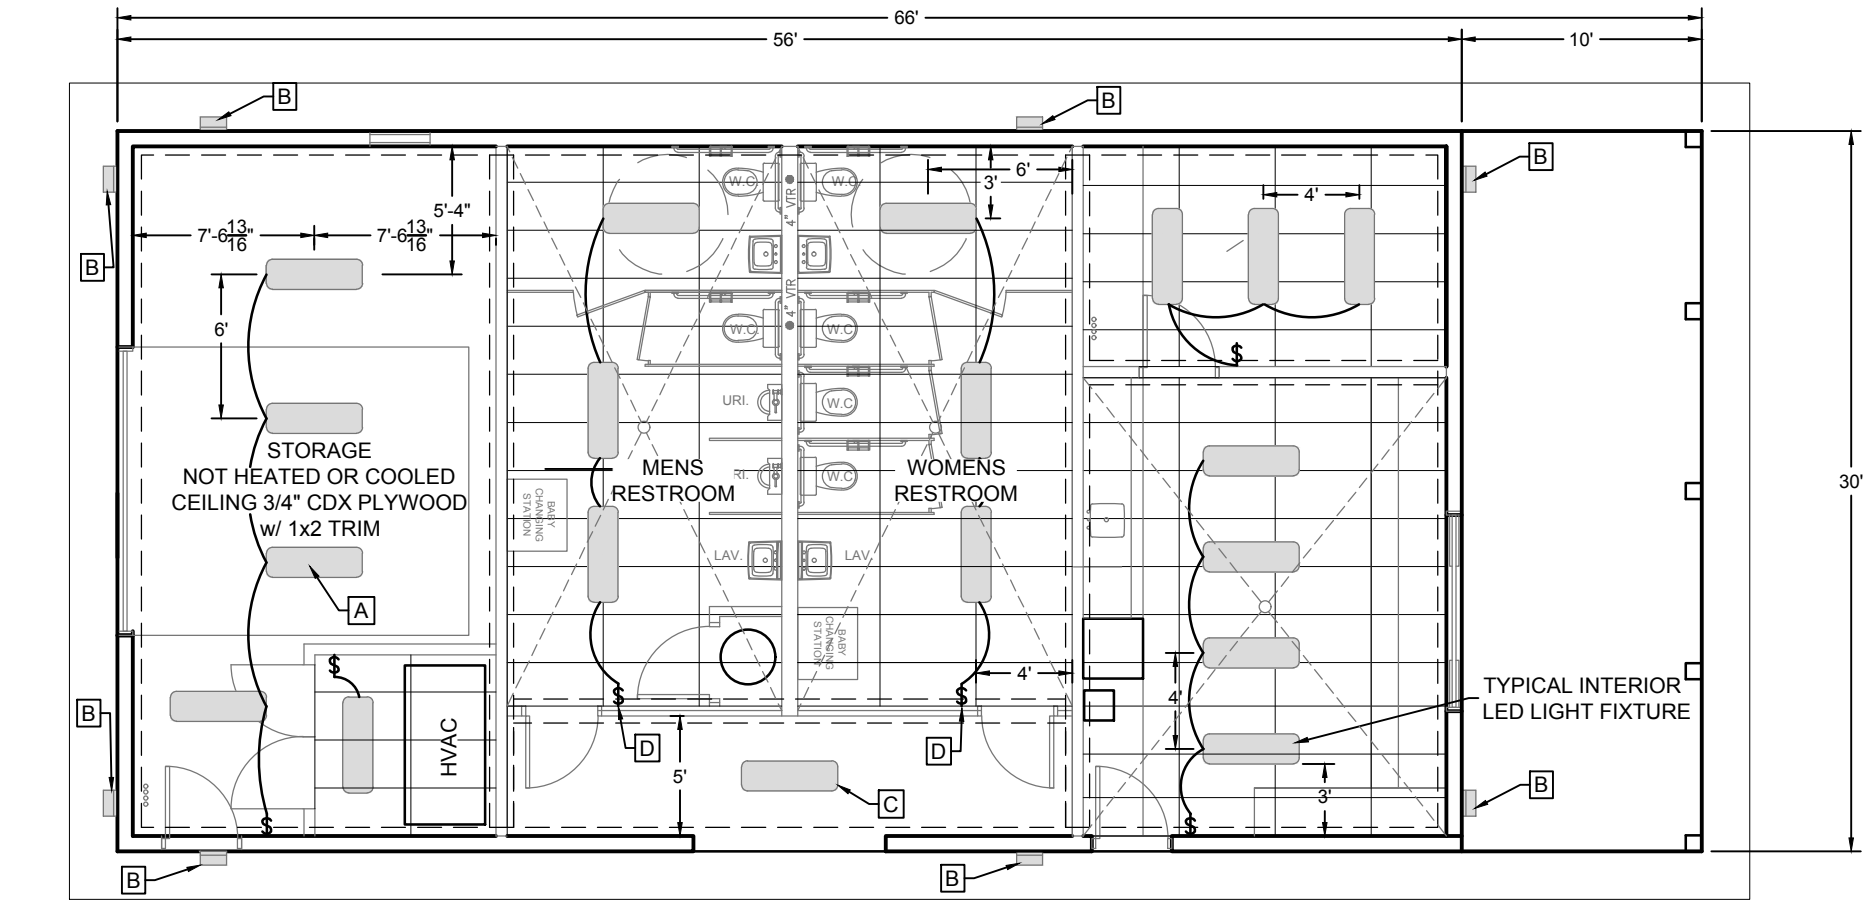 66'
56'
10'
B
B
B
6'
3'
4'
5'-4"
7'-6 13/16"
7'-6 13/16"
W.C.
W.C.
4" VTR
B
6'
4" VTR
W.C.
W.C.
$
URI.
W.C.
STORAGE
NOT HEATED OR COOLED
CEILING 3/4" CDX PLYWOOD
w/ 1x2 TRIM
MENS
RESTROOM
WOMENS
RESTROOM
W.C.
30'
BABY
CHANGING
STATION
LAV.
LAV.
A
BABY
CHANGING
STATION
$
4'
4'
TYPICAL INTERIOR
LED LIGHT FIXTURE
$
$
B
HVAC
D
D
5'
C
3'
B
$
$
B
B